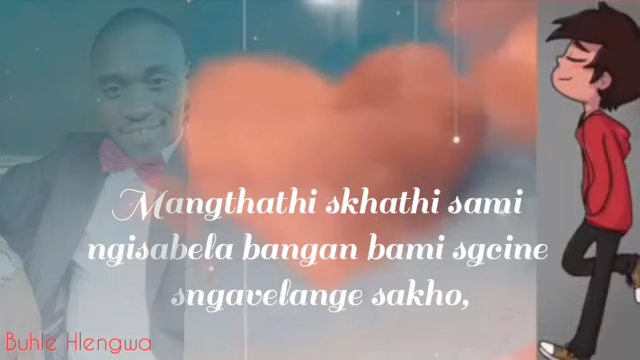 Mangthathi skhathi sami
ngisabela bangan bami sgcine
sngavelange sakho,
Buhle Hlengwa